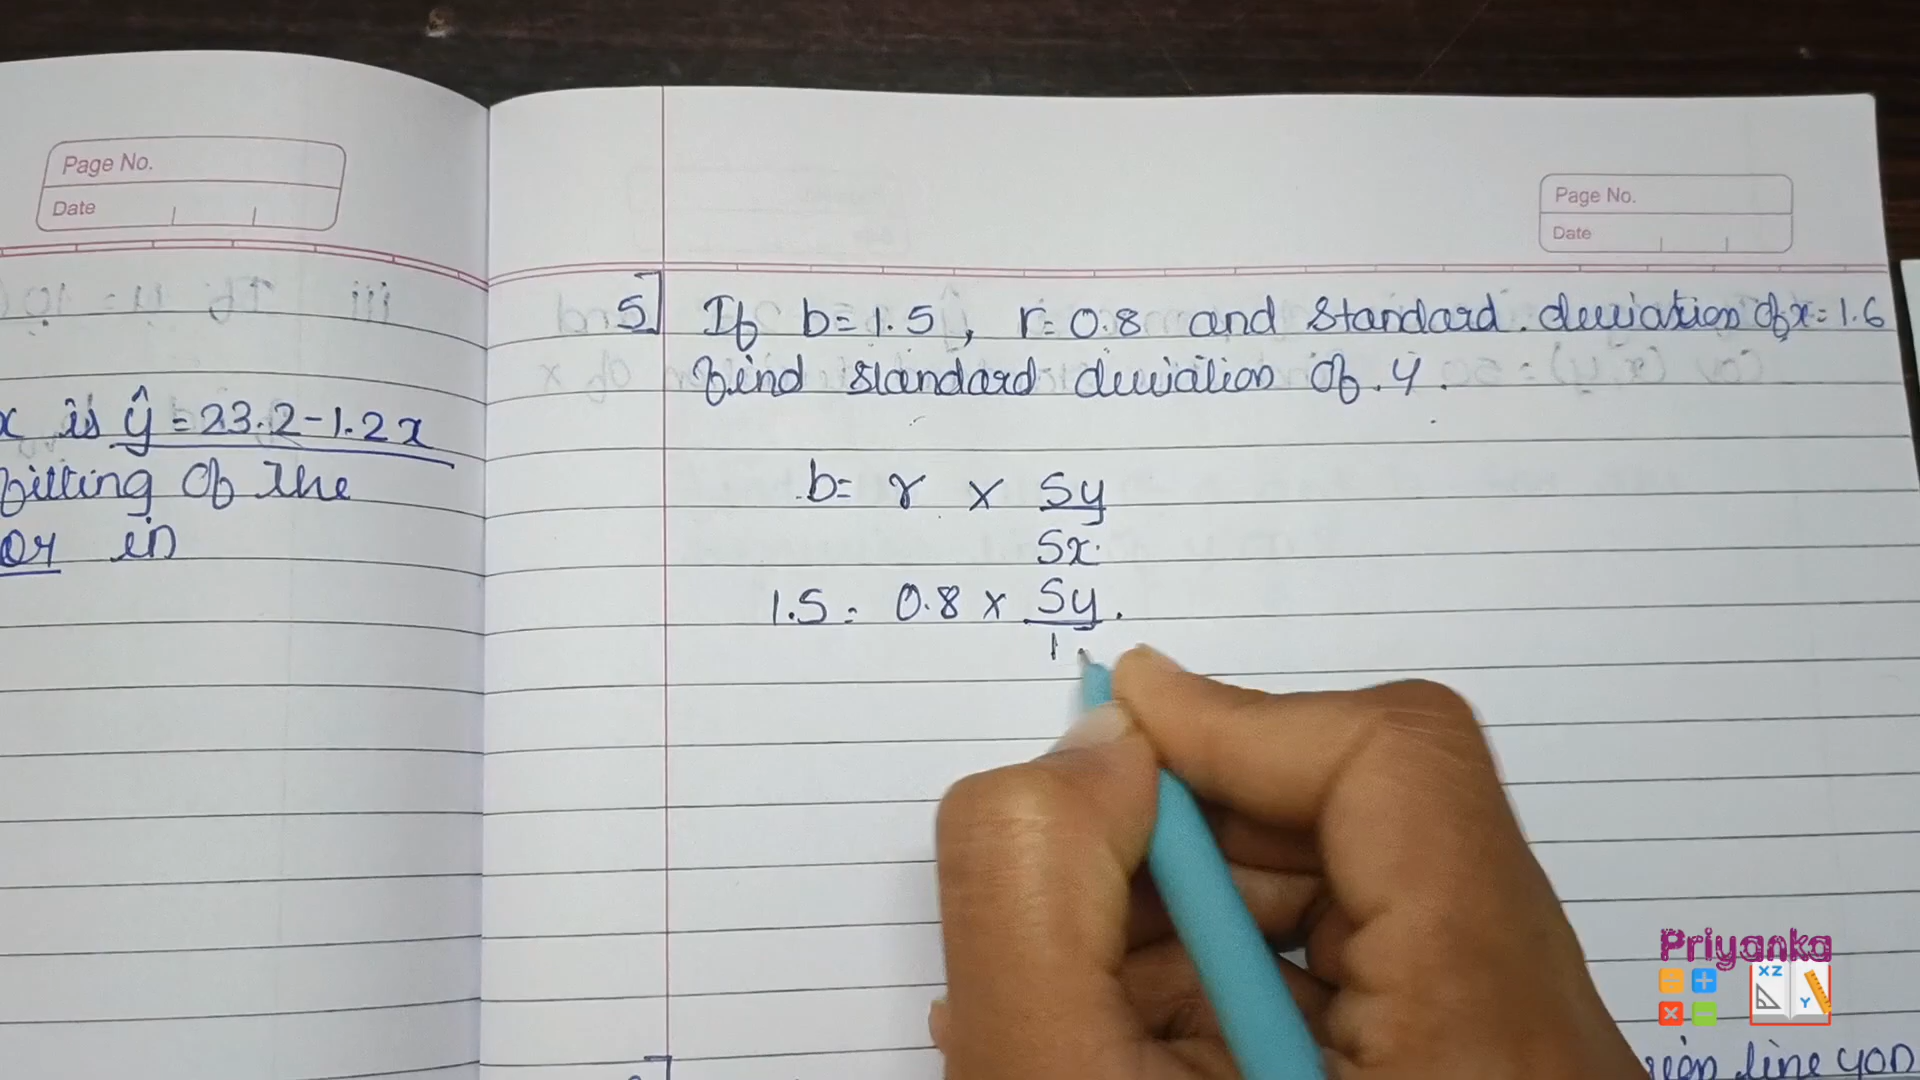 Page No.
Date
x is ŷ = 23.2 - 1.2x
fitting of the
or in
Page No.
Date
5] If b = 1.5, r = 0.8 and standard deviation of x = 1.6
find standard deviation of y.
b = r × Sy
Sx
1.5 = 0.8 × Sy
1.
Priyanka
XZ
Y
line you